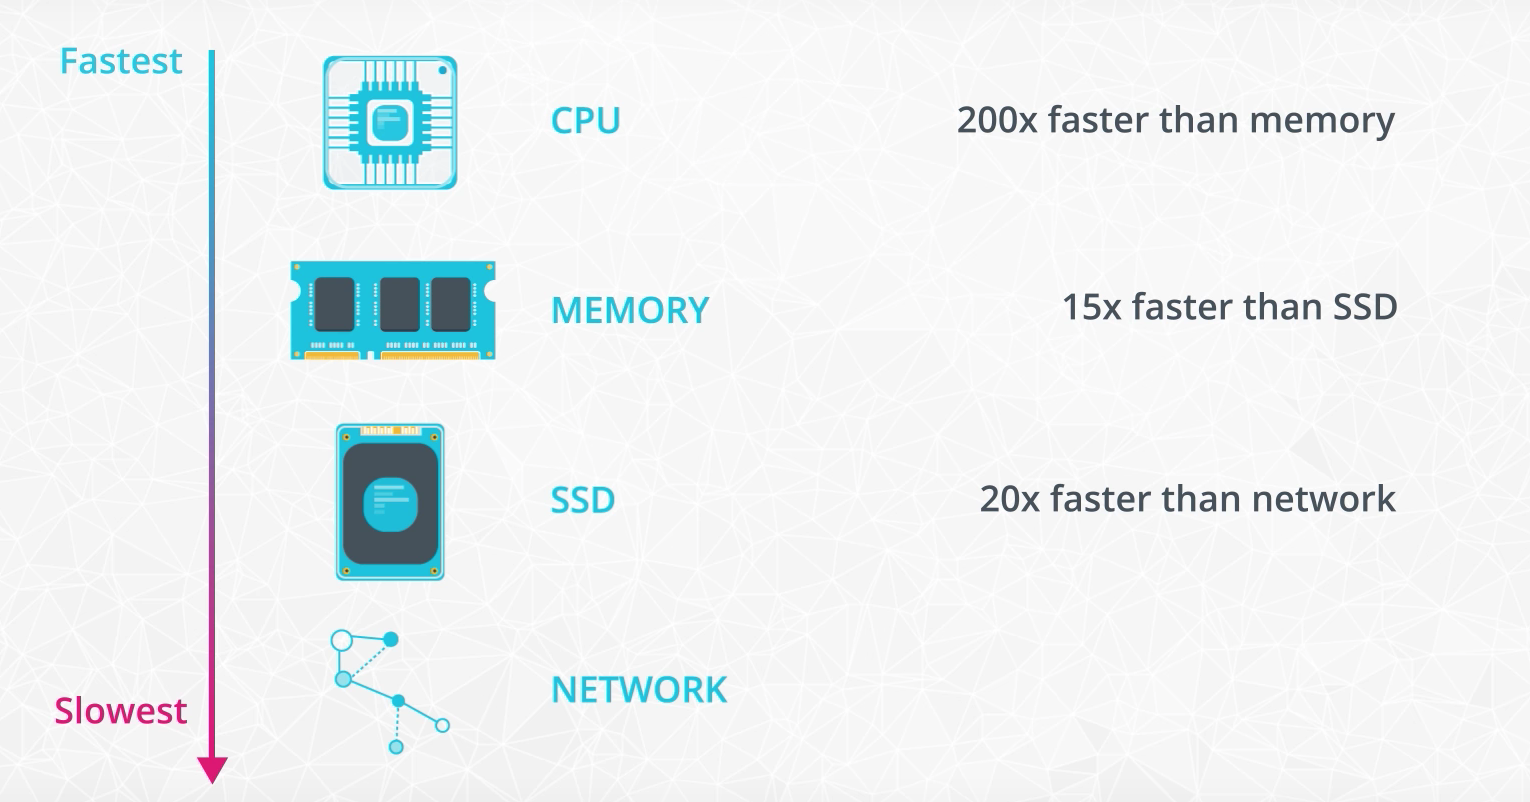 Fastest
CPU
200x faster than memory
MEMORY
15x faster than SSD
SSD
20x faster than network
NETWORK
Slowest